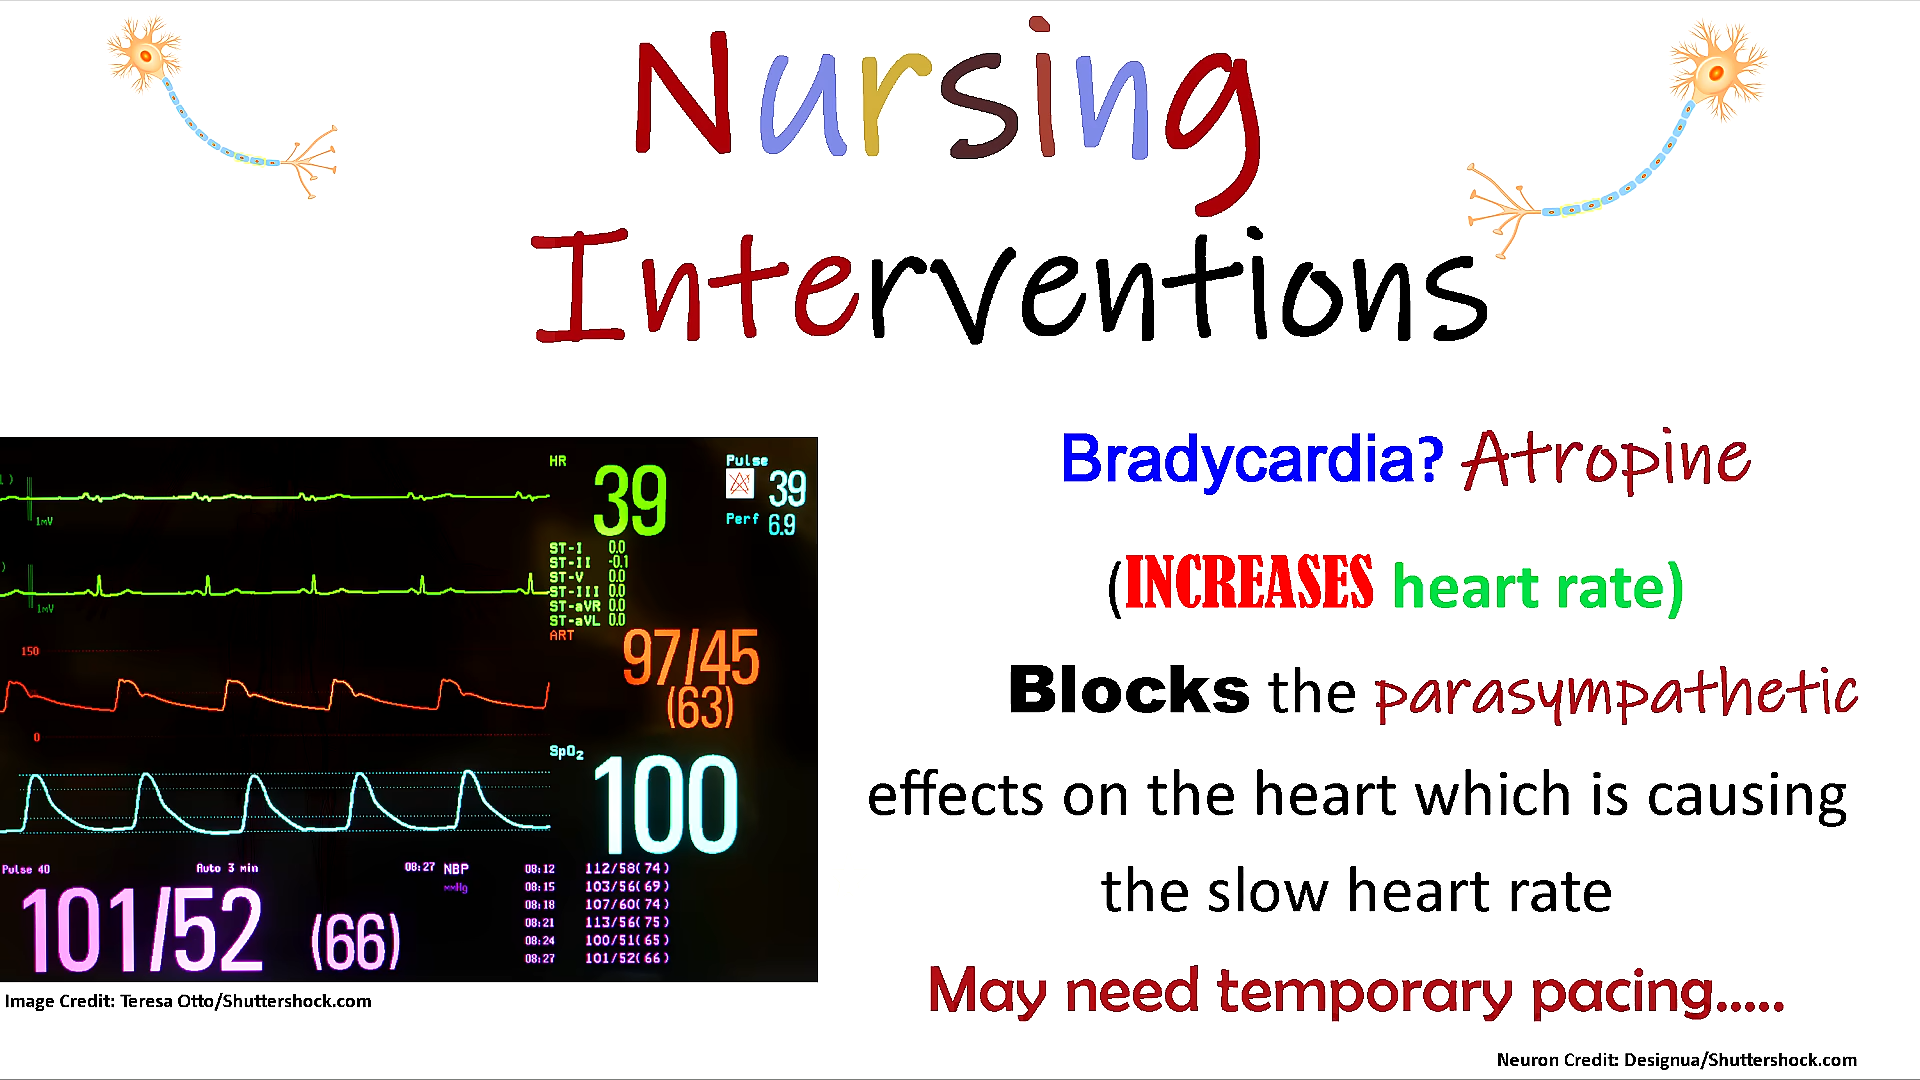 Nursing
Interventions
Bradycardia? Atropine
(INCREASES heart rate)
Blocks the parasympathetic
effects on the heart which is causing
the slow heart rate
May need temporary pacing.....
HR 39
Pulse 39
Perf 6.9
1mV
ST-I 0.0
ST-II -0.1
ST-V 0.0
ST-III 0.0
ST-aVR 0.0
ST-aVL 0.0
1mV
ART 97/45
(63)
150
0
SpO2 100
Pulse 40 Auto 3 min 08:27 NBP
mmHg
101/52 (66)
08:12 112/58(74)
08:15 103/56(69)
08:18 107/60(74)
08:21 113/56(75)
08:24 100/51(65)
08:27 101/52(66)
Image Credit: Teresa Otto/Shuttershock.com
Neuron Credit: Designua/Shuttershock.com